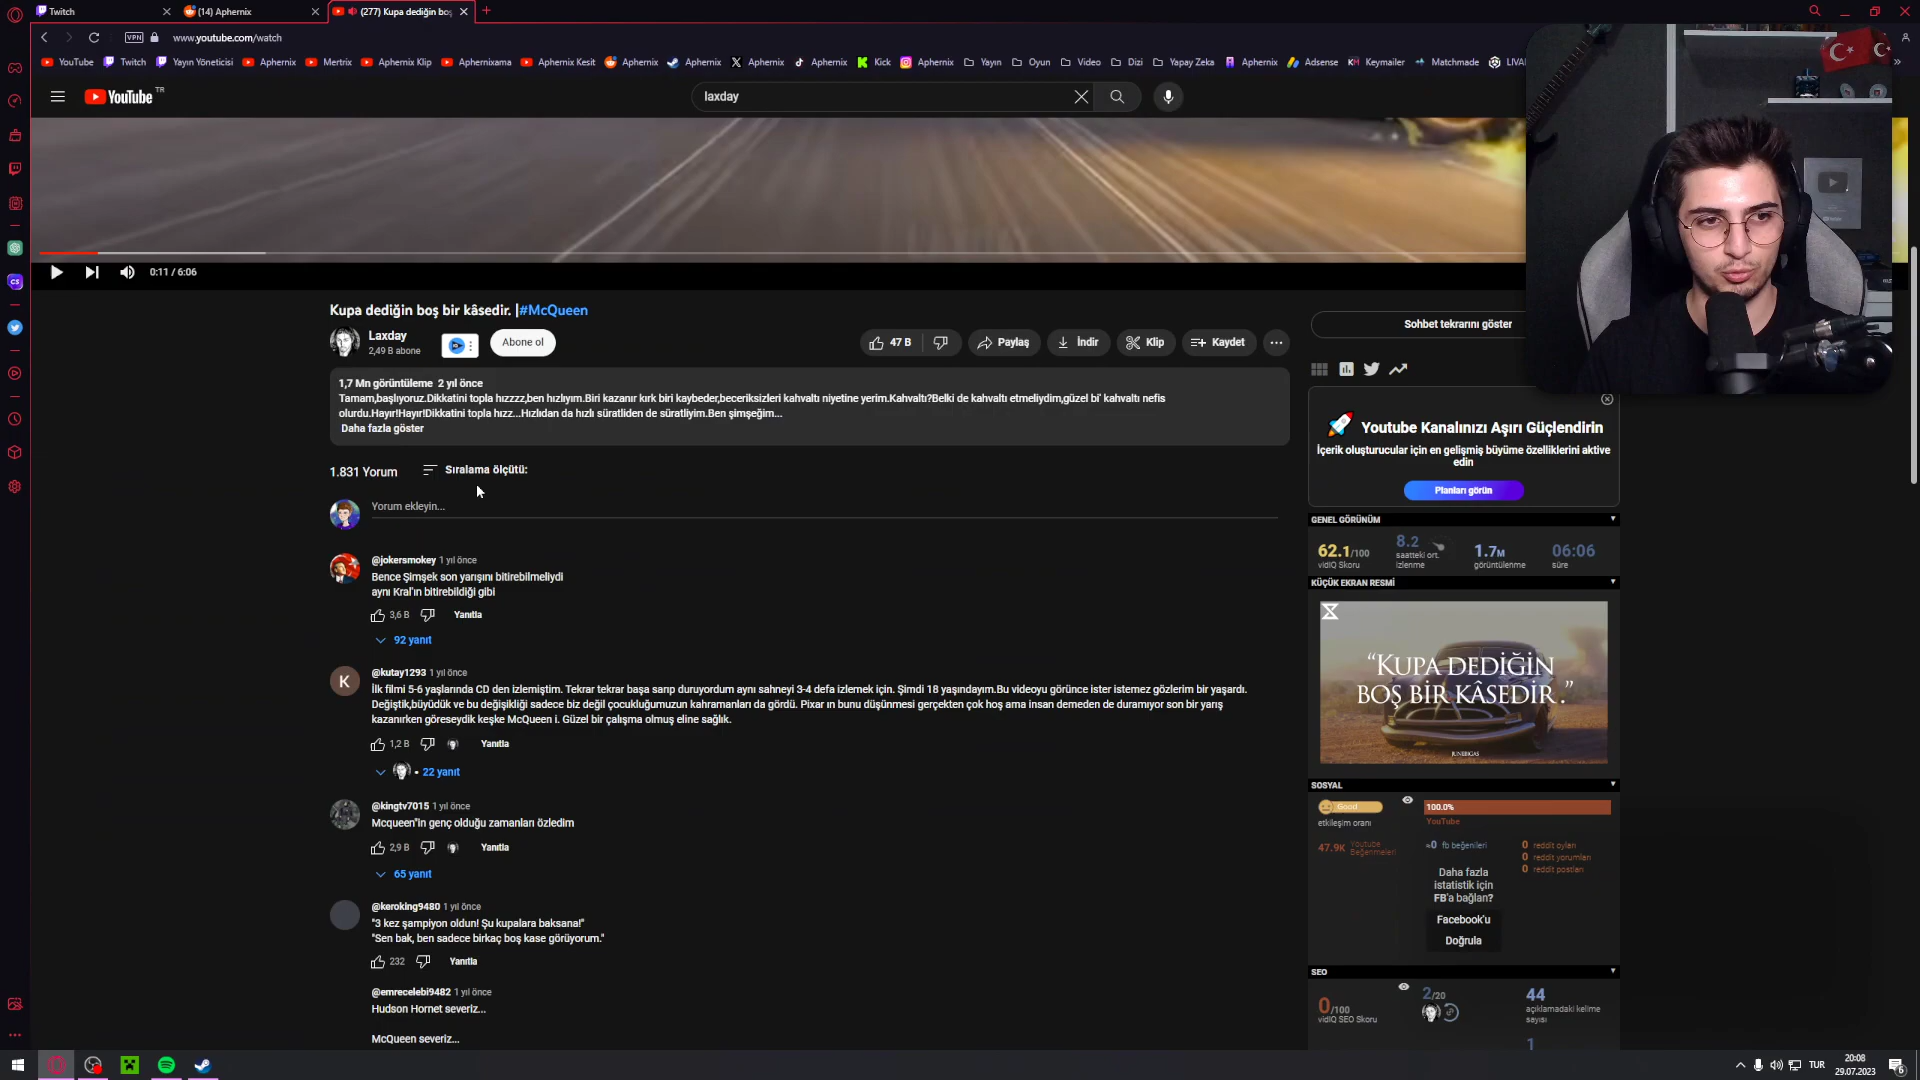 Twitch
(14) Aphernix
(277) Kupa dediğin boş
VPN
www.youtube.com/watch
YouTube
Twitch
Yayın Yöneticisi
Aphernix
Mertrix
Aphernix Klip
Aphernixama
Aphernix Kesit
Aphernix
Aphernix
Aphernix
Aphernix
Kick
Aphernix
Yayın
Oyun
Video
Dizi
Yapay Zeka
Aphernix
Adsense
Keymailer
Matchmade
YouTube TR
laxday
0:11 / 6:06
Kupa dediğin boş bir kâsedir. |#McQueen
Laxday
2,49 B abone
Abone ol
47 B
Paylaş
İndir
Klip
Kaydet
1,7 Mn görüntüleme 2 yıl önce
Tamam,başlıyoruz.Dikkatini topla hızzzz,ben hızlıyım.Biri kazanır kırk biri kaybeder,beceriksizleri kahvaltı niyetine yerim.Kahvaltı?Belki de kahvaltı etmeliydim,güzel bi' kahvaltı nefis
olurdu.Hayır!Hayır!Dikkatini topla hızz...Hızlıdan da hızlı süratliden de süratliyim.Ben şimşeğim...
Daha fazla göster
1.831 Yorum
Sıralama ölçütü:
Yorum ekleyin...
@jokersmokey 1 yıl önce
Bence Şimşek son yarışını bitirebilmeliydi
aynı Kral'ın bitirebildiği gibi
3,6 B
Yanıtla
92 yanıt
K
@kutay1293 1 yıl önce
İlk filmi 5-6 yaşlarında CD den izlemiştim. Tekrar tekrar başa sarıp duruyordum aynı sahneyi 3-4 defa izlemek için. Şimdi 18 yaşındayım.Bu videoyu görünce ister istemez gözlerim bir yaşardı.
Değiştik,büyüdük ve bu değişikliği sadece biz değil çocukluğumuzun kahramanları da gördü. Pixar ın bunu düşünmesi gerçekten çok hoş ama insan demeden de duramıyor son bir yarış
kazanırken göreseydik keşke McQueen i. Güzel bir çalışma olmuş eline sağlık.
1,2 B
Yanıtla
22 yanıt
@kingtv7015 1 yıl önce
Mcqueen"in genç olduğu zamanları özledim
2,9 B
Yanıtla
65 yanıt
@keroking9480 1 yıl önce
"3 kez şampiyon oldun! Şu kupalara baksana!"
"Sen bak, ben sadece birkaç boş kase görüyorum."
232
Yanıtla
@emrecelebi9482 1 yıl önce
Hudson Hornet severiz...
McQueen severiz...
Sohbet tekrarını göster
Youtube Kanalınızı Aşırı Güçlendirin
İçerik oluşturucular için en gelişmiş büyüme özelliklerini aktive
edin
Planları görün
GENEL GÖRÜNÜM
62.1/100
vidIQ Skoru
8.2
saatteki ort.
izlenme
1.7M
görüntülenme
06:06
süre
KÜÇÜK EKRAN RESMİ
"KUPA DEDİĞİN
BOŞ BİR KÂSEDİR."
JUNEBIGAS
SOSYAL
Good
etkileşim oranı
100.0%
YouTube
47.9K Youtube
Beğenmeleri
≈0 fb beğenileri
0 reddit oyları
0 reddit yorumları
0 reddit postları
Daha fazla
istatistik için
FB'a bağlan?
Facebook'u
Doğrula
SEO
0/100
vidIQ SEO Skoru
2/20
44
açıklamadaki kelime
sayısı
1
TUR
20:08
29.07.2023